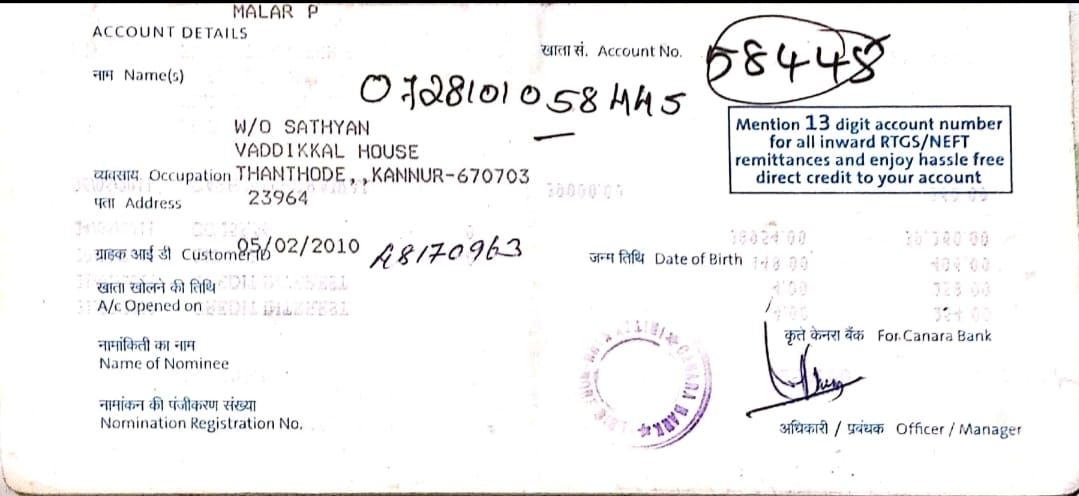 MALAR P
ACCOUNT DETAILS
खाता सं. Account No.
58448
नाम Name(s)
0728101058445
Mention 13 digit account number
for all inward RTGS/NEFT
remittances and enjoy hassle free
direct credit to your account
W/O SATHYAN
VADDIKKAL HOUSE
व्यवसाय. Occupation THANTHODE,,KANNUR-670703
पता Address 23964
ग्राहक आई डी Customer ID 05/02/2010 A8170963
जन्म तिथि Date of Birth
खाता खोलने की तिथि
A/c Opened on
नामांकिती का नाम
Name of Nominee
कृते केनरा बैंक For Canara Bank
नामांकन की पंजीकरण संख्या
Nomination Registration No.
CANARA BANK
अधिकारी / प्रबंधक Officer / Manager